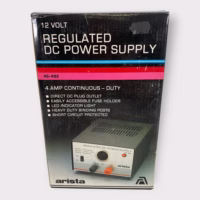 12 VOLT
REGULATED
DC POWER SUPPLY
4 AMP CONTINUOUS - DUTY
• DIRECT DC PLUG OUTLET
• EASILY ACCESSIBLE FUSE HOLDER
• LED INDICATOR LIGHT
• HEAVY DUTY BINDING POSTS
• SHORT CIRCUIT PROTECTED
arista